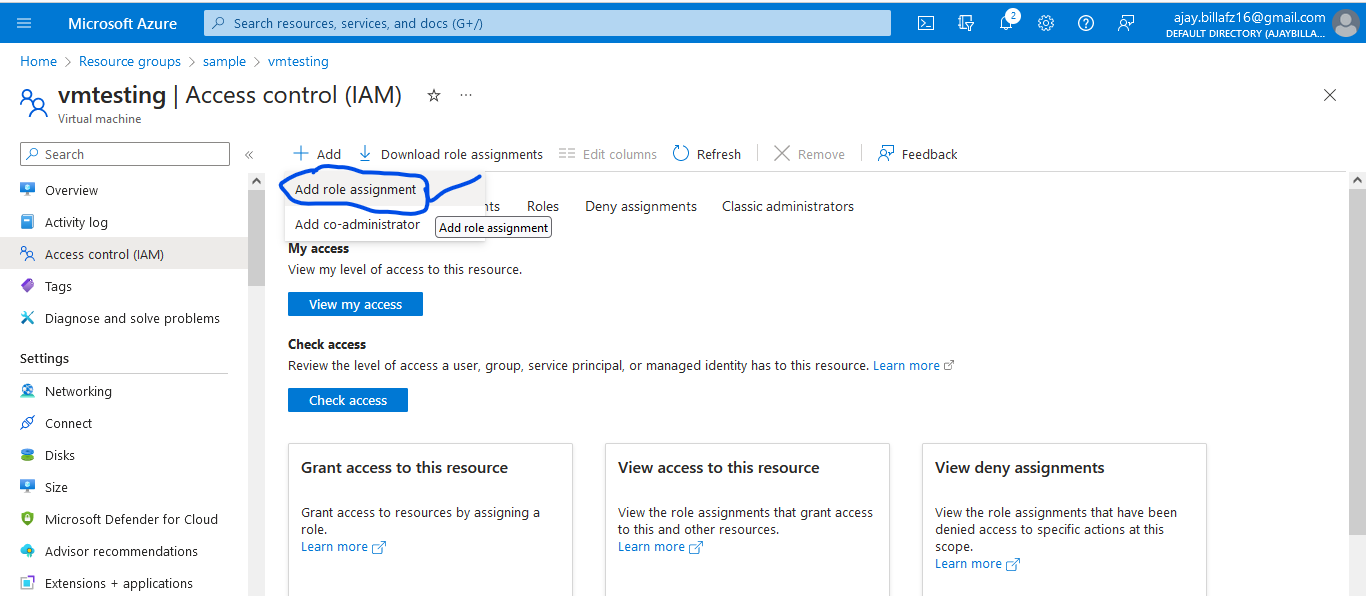 Microsoft Azure
Search resources, services, and docs (G+/)
2
ajay.billafz16@gmail.com
DEFAULT DIRECTORY (AJAYBILLA...
Home > Resource groups > sample > vmtesting
vmtesting | Access control (IAM)
Virtual machine
Search
Add Download role assignments Edit columns Refresh Remove Feedback
Overview
Activity log
Access control (IAM)
Tags
Diagnose and solve problems
Settings
Networking
Connect
Disks
Size
Microsoft Defender for Cloud
Advisor recommendations
Extensions + applications
Add role assignment
Add co-administrator
Add role assignment
nts Roles Deny assignments Classic administrators
My access
View my level of access to this resource.
View my access
Check access
Review the level of access a user, group, service principal, or managed identity has to this resource. Learn more
Check access
Grant access to this resource
Grant access to resources by assigning a
role.
Learn more
View access to this resource
View the role assignments that grant access
to this and other resources.
Learn more
View deny assignments
View the role assignments that have been
denied access to specific actions at this
scope.
Learn more